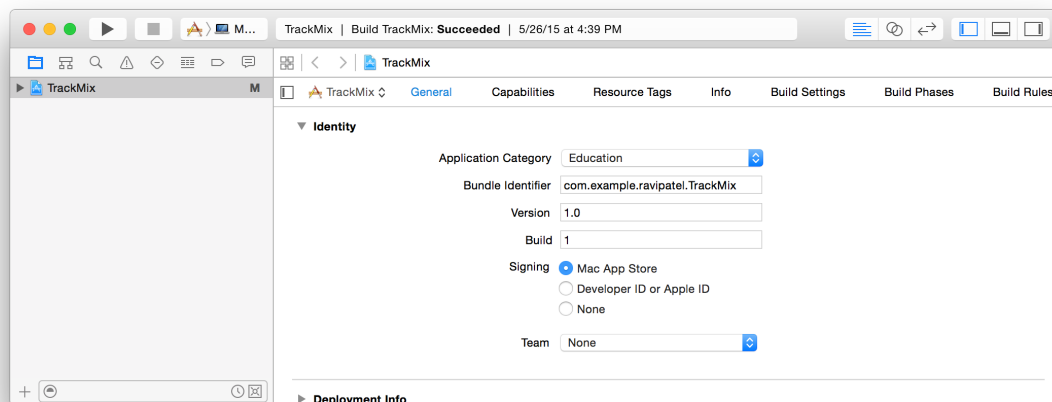 M... TrackMix | Build TrackMix: Succeeded | 5/26/15 at 4:39 PM
TrackMix
TrackMix M
TrackMix General Capabilities Resource Tags Info Build Settings Build Phases Build Rules
Identity
Application Category Education
Bundle Identifier com.example.ravipatel.TrackMix
Version 1.0
Build 1
Signing Mac App Store
Developer ID or Apple ID
None
Team None
Deployment Info